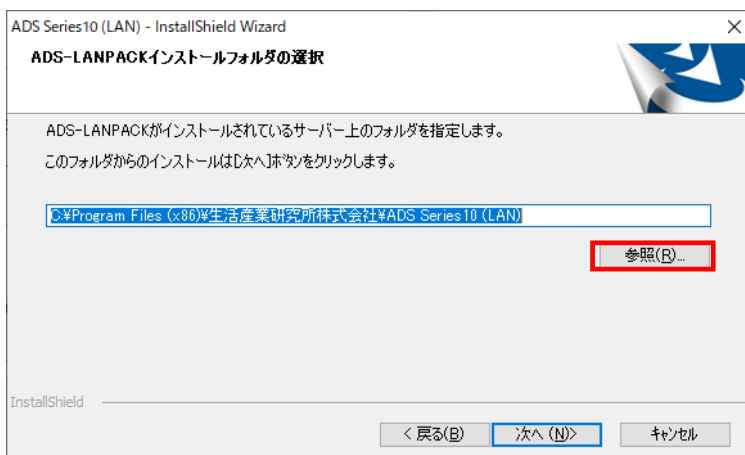 ADS Series10 (LAN) - InstallShield Wizard
ADS-LANPACKインストールフォルダの選択
ADS-LANPACKがインストールされているサーバー上のフォルダを指定します。
このフォルダからのインストールは[次へ]ボタンをクリックします。
C:¥Program Files (x86)¥生活産業研究所株式会社¥ADS Series10 (LAN)
参照(R)...
InstallShield
< 戻る(B)
次へ (N)>
キャンセル